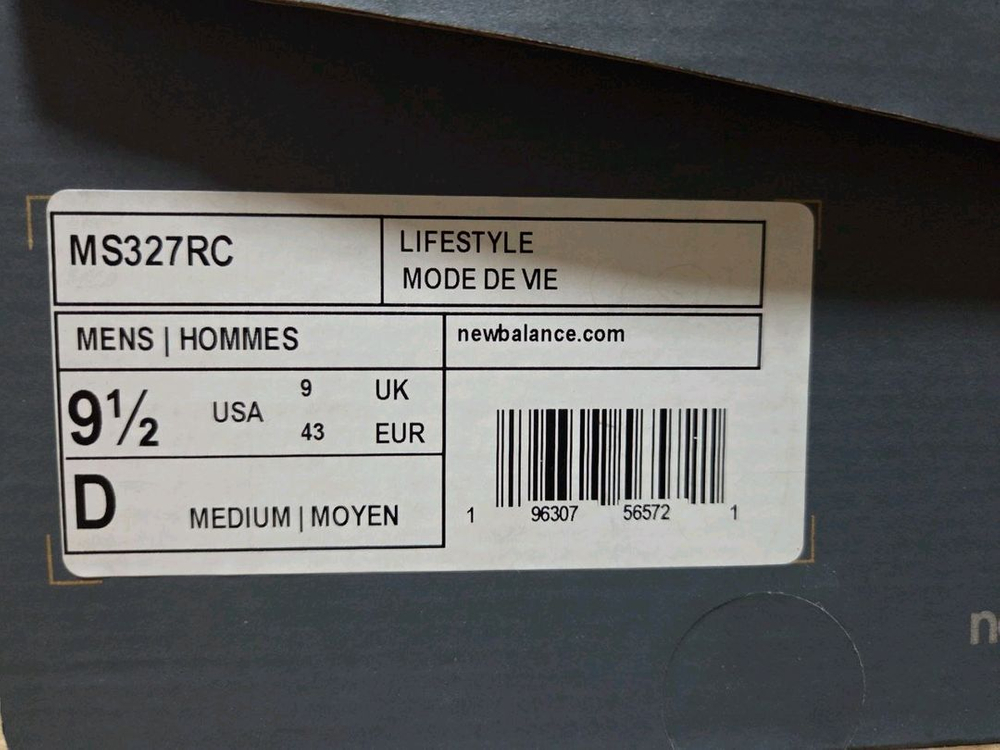 MS327RC
LIFESTYLE
MODE DE VIE
MENS | HOMMES
newbalance.com
9½ USA 9 UK
43 EUR
D MEDIUM | MOYEN
1 96307 56572 1